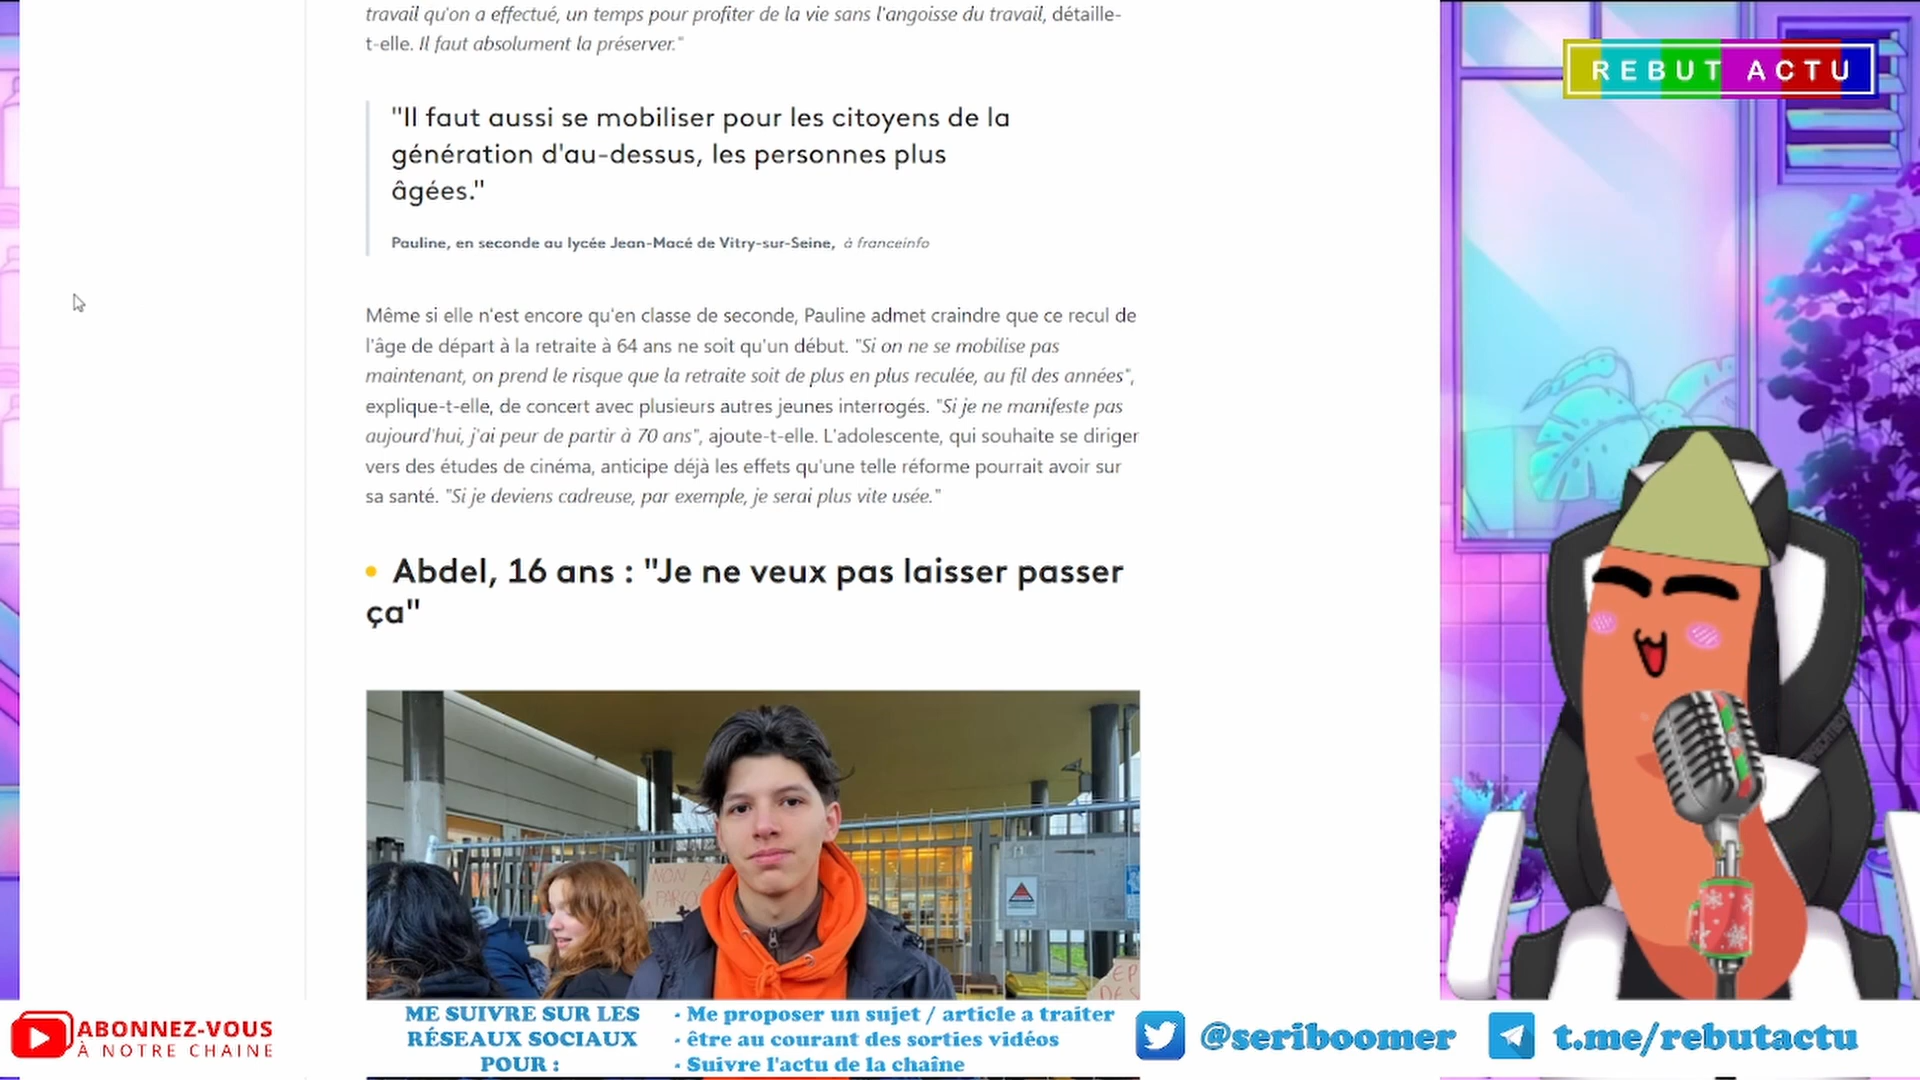 travail qu'on a effectué, un temps pour profiter de la vie sans l'angoisse du travail, détaille-
t-elle. Il faut absolument la préserver."
REBUT ACTU
"Il faut aussi se mobiliser pour les citoyens de la
génération d'au-dessus, les personnes plus
âgées."
Pauline, en seconde au lycée Jean-Macé de Vitry-sur-Seine, à franceinfo
Même si elle n'est encore qu'en classe de seconde, Pauline admet craindre que ce recul de
l'âge de départ à la retraite à 64 ans ne soit qu'un début. "Si on ne se mobilise pas
maintenant, on prend le risque que la retraite soit de plus en plus reculée, au fil des années",
explique-t-elle, de concert avec plusieurs autres jeunes interrogés. "Si je ne manifeste pas
aujourd'hui, j'ai peur de partir à 70 ans", ajoute-t-elle. L'adolescente, qui souhaite se diriger
vers des études de cinéma, anticipe déjà les effets qu'une telle réforme pourrait avoir sur
sa santé. "Si je deviens cadreuse, par exemple, je serai plus vite usée."
• Abdel, 16 ans : "Je ne veux pas laisser passer
ça"
NON À
PARCO
EP
DES
ABONNEZ-VOUS
À NOTRE CHAINE
ME SUIVRE SUR LES
RÉSEAUX SOCIAUX
POUR :
- Me proposer un sujet / article a traiter
- être au courant des sorties vidéos
- Suivre l'actu de la chaîne
@seriboomer
t.me/rebutactu